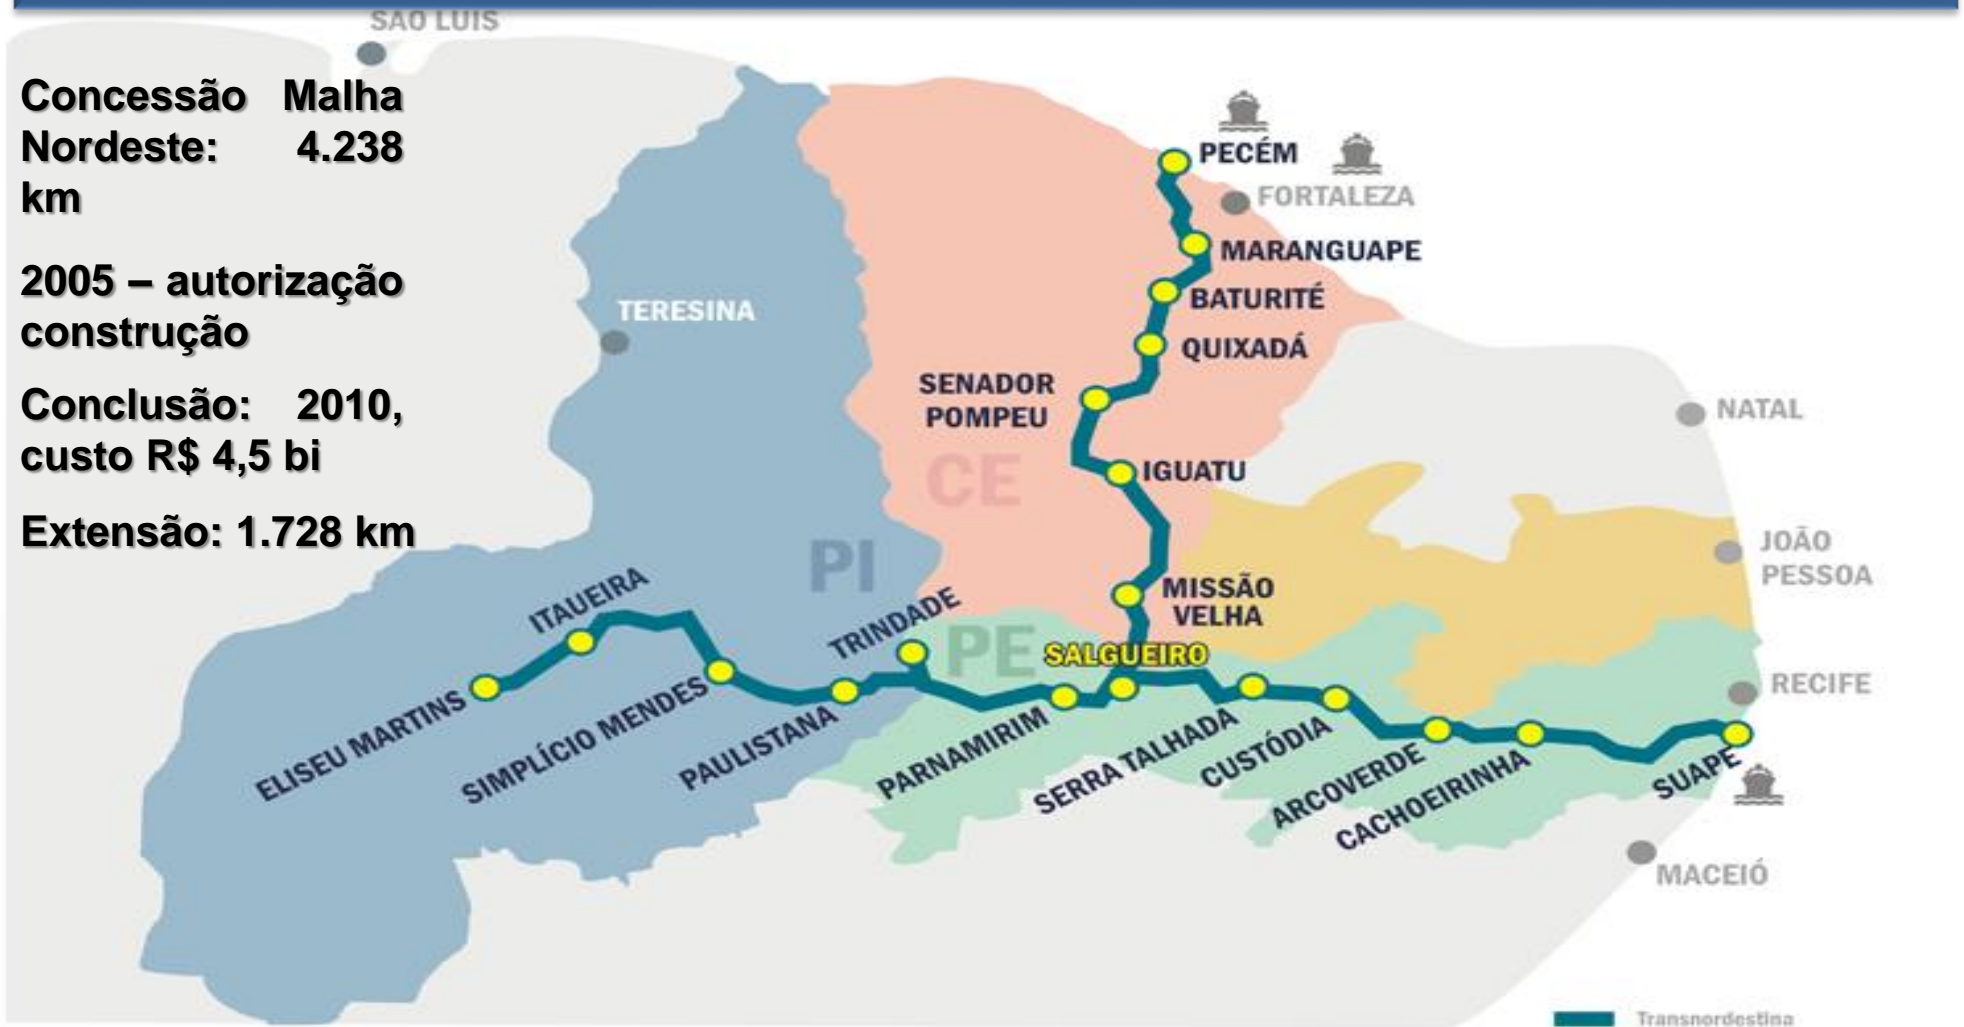 SÃO LUIS
Concessão Malha
Nordeste: 4.238
km
2005 – autorização
construção
Conclusão: 2010,
custo R$ 4,5 bi
Extensão: 1.728 km
PECÉM
FORTALEZA
MARANGUAPE
BATURITÉ
TERESINA
QUIXADÁ
SENADOR
POMPEU
NATAL
CE
IGUATU
JOÃO
PESSOA
PI
ITAUEIRA
MISSÃO
VELHA
TRINDADE
PE
SALGUEIRO
RECIFE
ELISEU MARTINS
SIMPLÍCIO MENDES
PAULISTANA
PARNAMIRIM
SERRA TALHADA
CUSTÓDIA
ARCOVERDE
CACHOEIRINHA
SUAPE
MACEIÓ
Transnordestina